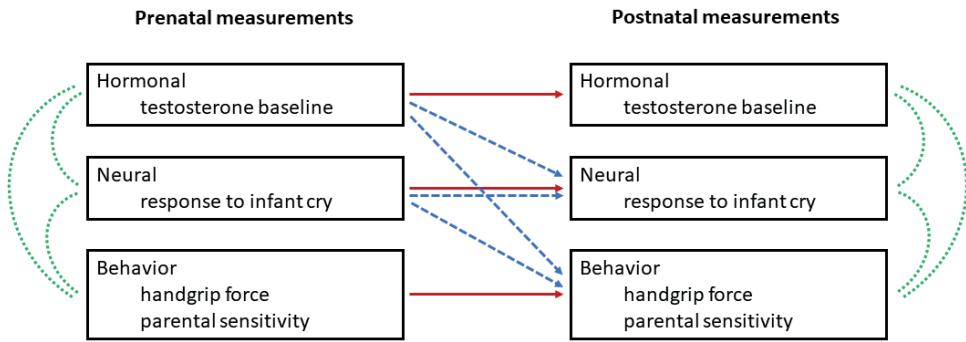 Prenatal measurements
Postnatal measurements
Hormonal
testosterone baseline
Hormonal
testosterone baseline
Neural
response to infant cry
Neural
response to infant cry
Behavior
handgrip force
parental sensitivity
Behavior
handgrip force
parental sensitivity